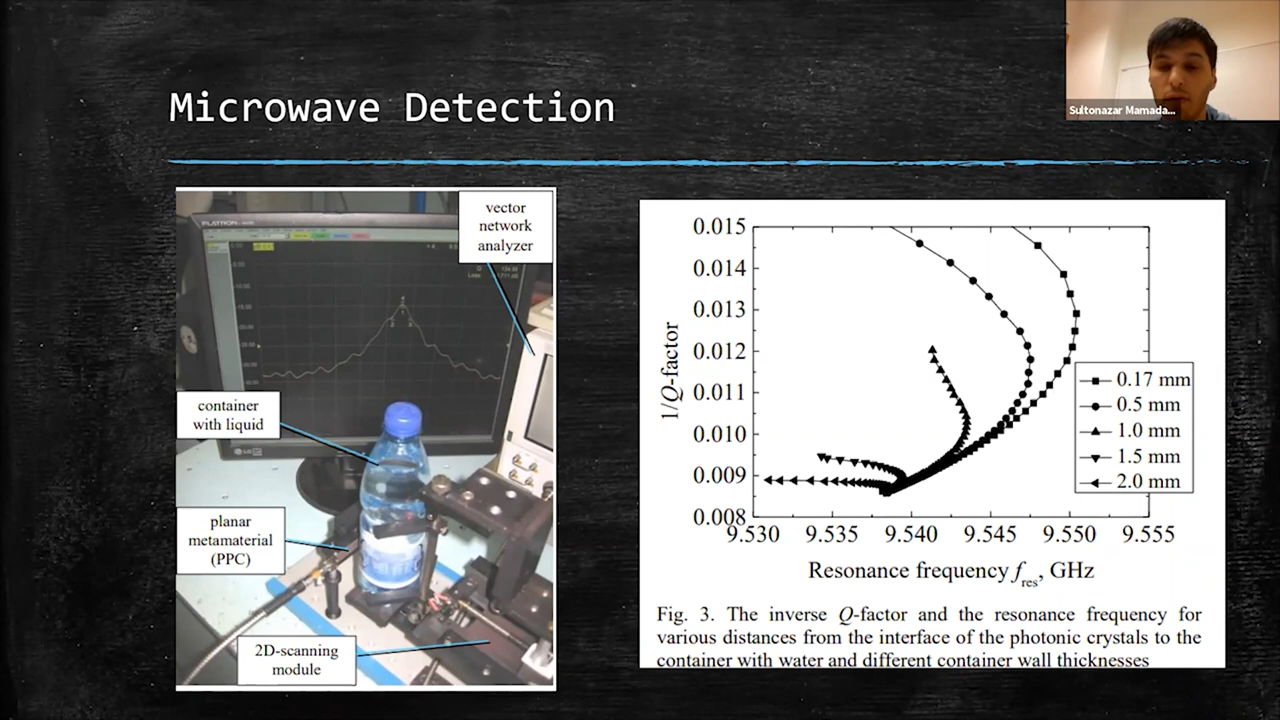 Sultonazar Mamada...
Microwave Detection
vector
network
analyzer
FLATRON
container
with liquid
LG
planar
metamaterial
(PPC)
2D-scanning
module
0.015
0.014
0.013
0.012
0.011
0.010
0.009
0.008
1/Q-factor
0.17 mm
0.5 mm
1.0 mm
1.5 mm
2.0 mm
9.530 9.535 9.540 9.545 9.550 9.555
Resonance frequency fres, GHz
Fig. 3. The inverse Q-factor and the resonance frequency for
various distances from the interface of the photonic crystals to the
container with water and different container wall thicknesses